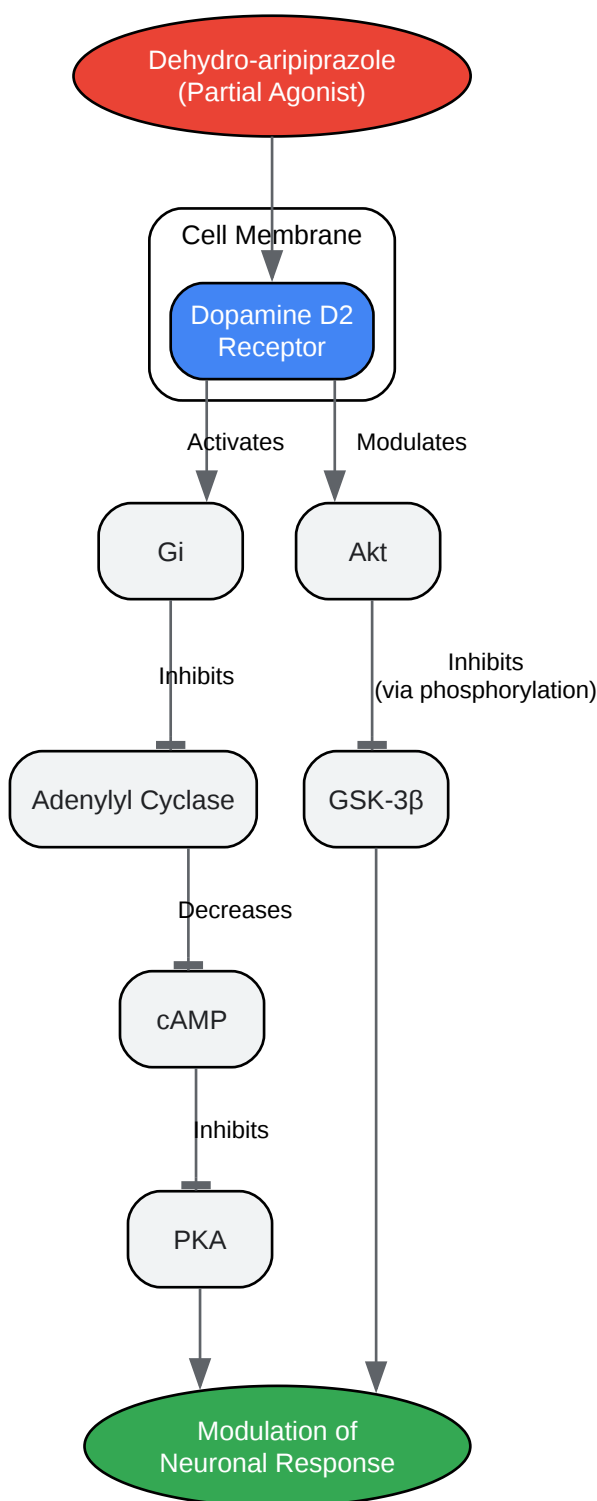 Dehydro-aripiprazole
(Partial Agonist)
Cell Membrane
Dopamine D2
Receptor
Activates
Modulates
Gi
Akt
Inhibits
Inhibits
(via phosphorylation)
Adenylyl Cyclase
GSK-3β
Decreases
cAMP
Inhibits
PKA
Modulation of
Neuronal Response